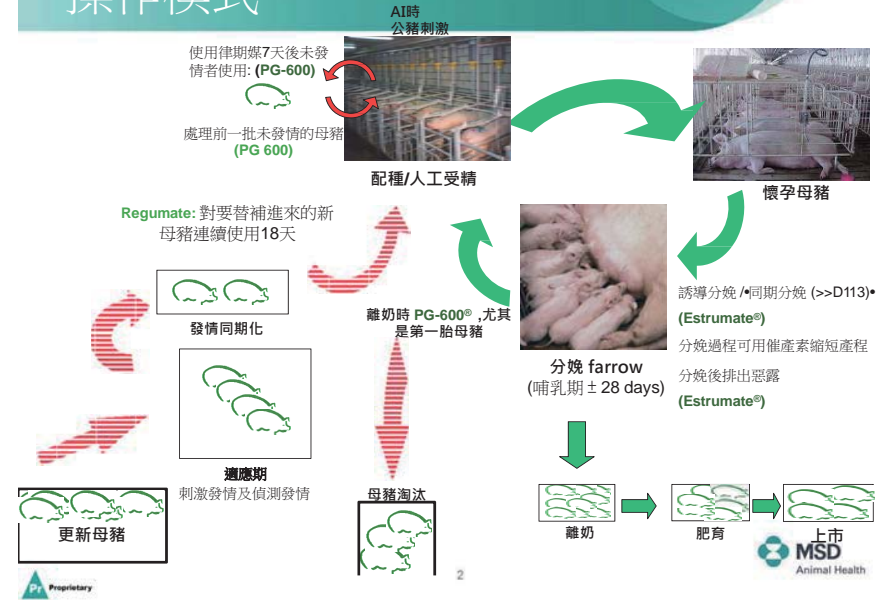 操作模式
AI時
公豬刺激
使用律期媒7天後未發
情者使用: (PG-600)
處理前一批未發情的母豬
(PG 600)
配種/人工受精
懷孕母豬
Regumate: 對要替補進來的新
母豬連續使用18天
發情同期化
離奶時 PG-600® ,尤其
是第一胎母豬
分娩 farrow
(哺乳期 ± 28 days)
誘導分娩 /•同期分娩 (>>D113)•
(Estrumate®)
分娩過程可用催產素縮短產程
分娩後排出惡露
(Estrumate®)
適應期
刺激發情及偵測發情
更新母豬
母豬淘汰
離奶
肥育
上市
MSD
Animal Health
Pr Proprietary
2